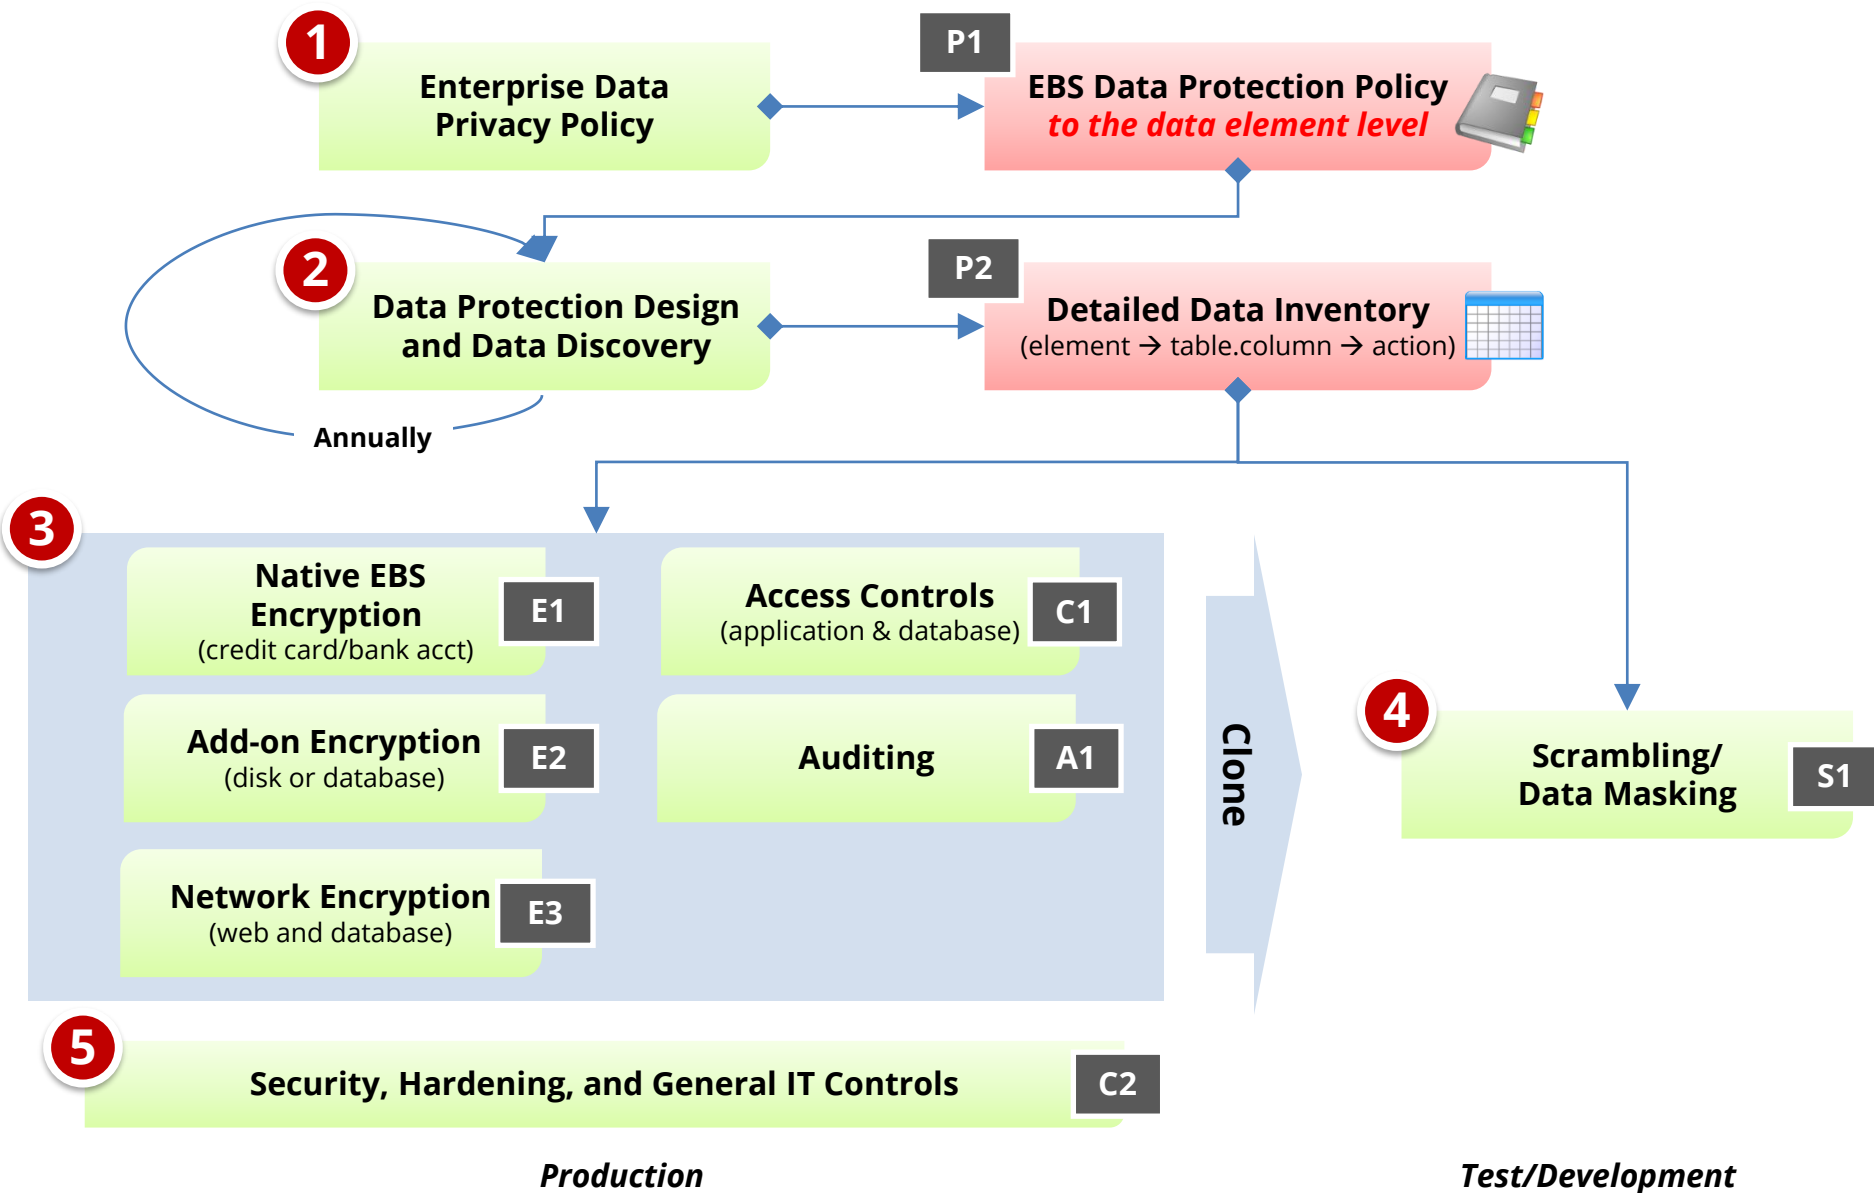 1
Enterprise Data
Privacy Policy
P1
EBS Data Protection Policy
to the data element level
2
Data Protection Design
and Data Discovery
P2
Detailed Data Inventory
(element → table.column → action)
Annually
3
Native EBS
Encryption
(credit card/bank acct)
E1
Access Controls
(application & database)
C1
Add-on Encryption
(disk or database)
E2
Auditing
A1
Network Encryption
(web and database)
E3
Clone
4
Scrambling/
Data Masking
S1
5
Security, Hardening, and General IT Controls
C2
Production
Test/Development